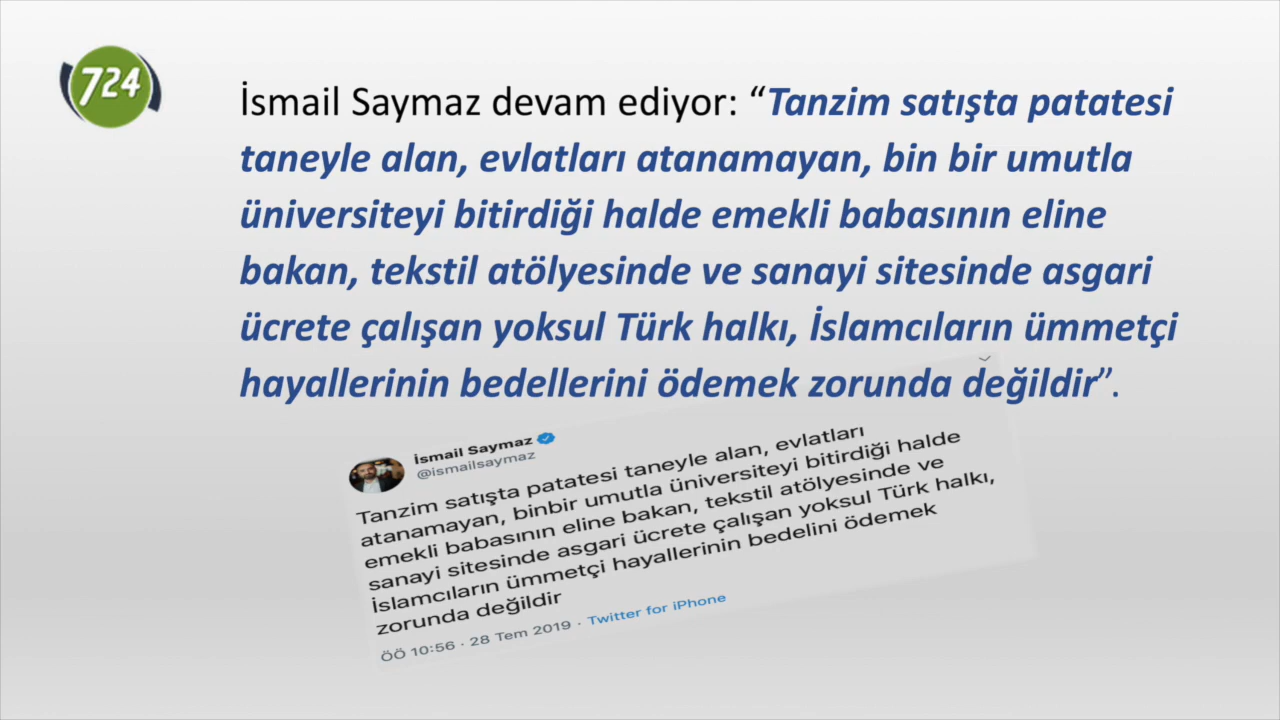 724
İsmail Saymaz devam ediyor: “Tanzim satışta patatesi
taneyle alan, evlatları atanamayan, bin bir umutla
üniversiteyi bitirdiği halde emekli babasının eline
bakan, tekstil atölyesinde ve sanayi sitesinde asgari
ücrete çalışan yoksul Türk halkı, İslamcıların ümmetçi
hayallerinin bedellerini ödemek zorunda değildir”.
İsmail Saymaz
@ismailsaymaz
Tanzim satışta patatesi taneyle alan, evlatları
atanamayan, binbir umutla üniversiteyi bitirdiği halde
emekli babasının eline bakan, tekstil atölyesinde ve
sanayi sitesinde asgari ücrete çalışan yoksul Türk halkı,
İslamcıların ümmetçi hayallerinin bedelini ödemek
zorunda değildir
ÖÖ 10:56 · 28 Tem 2019 · Twitter for iPhone